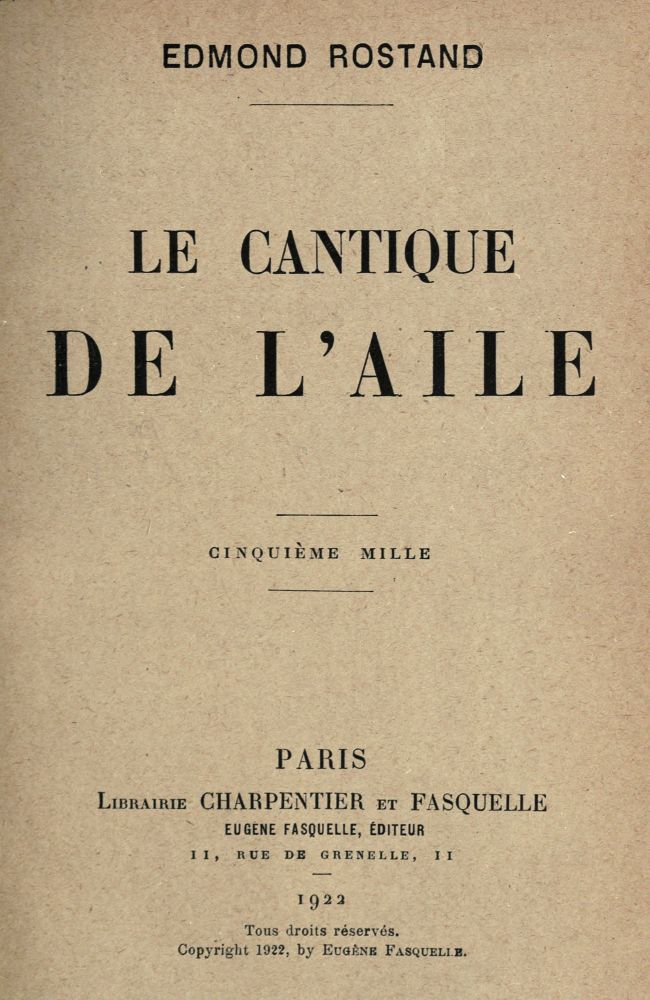 EDMOND ROSTAND
LE CANTIQUE
DE L'AILE
CINQUIÈME MILLE
PARIS
LIBRAIRIE CHARPENTIER ET FASQUELLE
EUGÈNE FASQUELLE, ÉDITEUR
11, RUE DE GRENELLE, 11
1922
Tous droits réservés.
Copyright 1922, by EUGÈNE FASQUELLE.